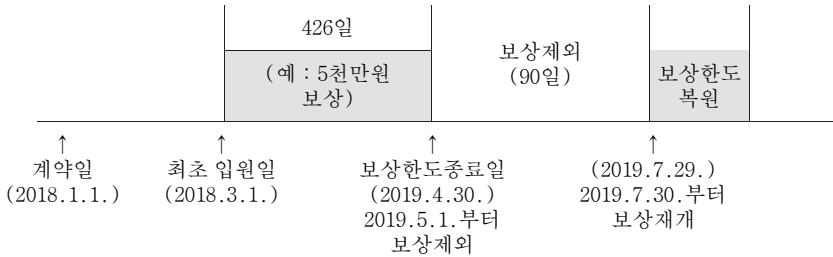 426일
(예 : 5천만원
보상)
보상제외
(90일)
보상한도
복원
↑
계약일
(2018.1.1.)
↑
최초 입원일
(2018.3.1.)
↑
보상한도종료일
(2019.4.30.)
2019.5.1.부터
보상제외
↑
(2019.7.29.)
2019.7.30.부터
보상재개